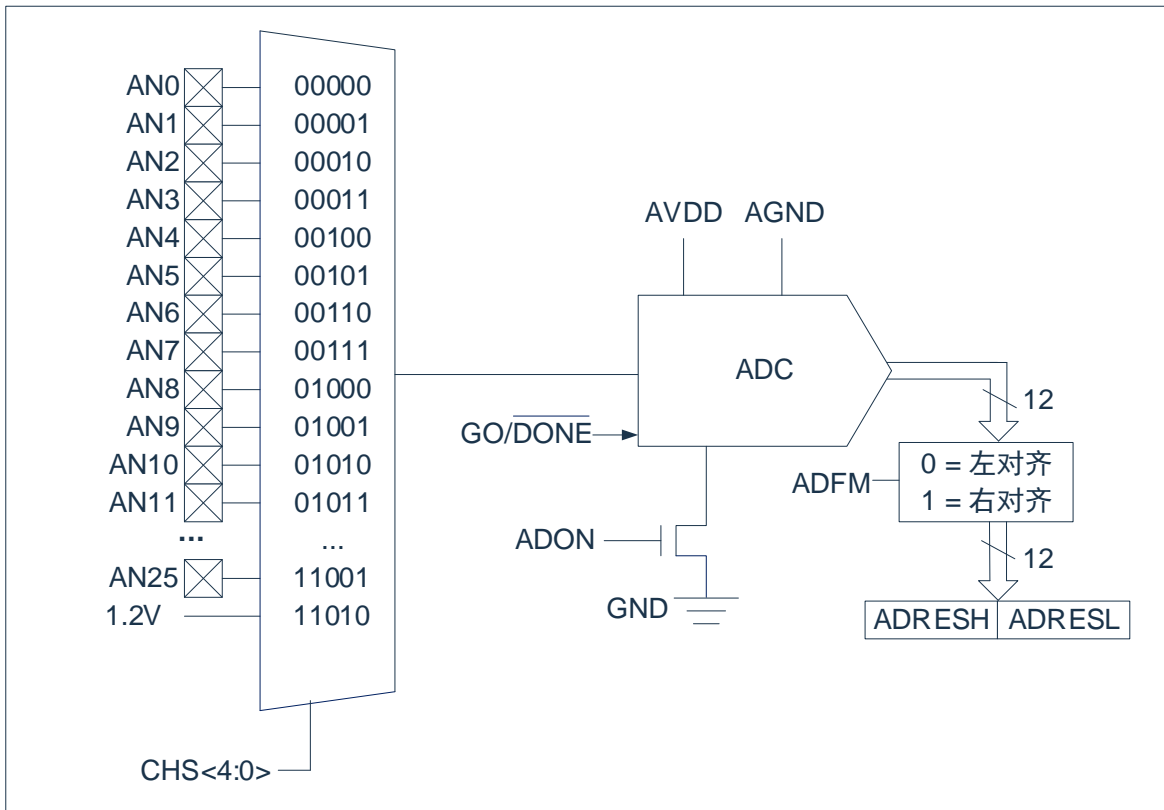 AN0 00000
AN1 00001
AN2 00010
AN3 00011
AN4 00100
AN5 00101
AN6 00110
AN7 00111
AN8 01000
AN9 01001
AN10 01010
AN11 01011
... ...
AN25 11001
1.2V 11010
CHS<4:0>
AVDD AGND
ADC
GO/DONE
12
ADFM
0 = 左对齐
1 = 右对齐
ADON
12
GND
ADRESH ADRESL